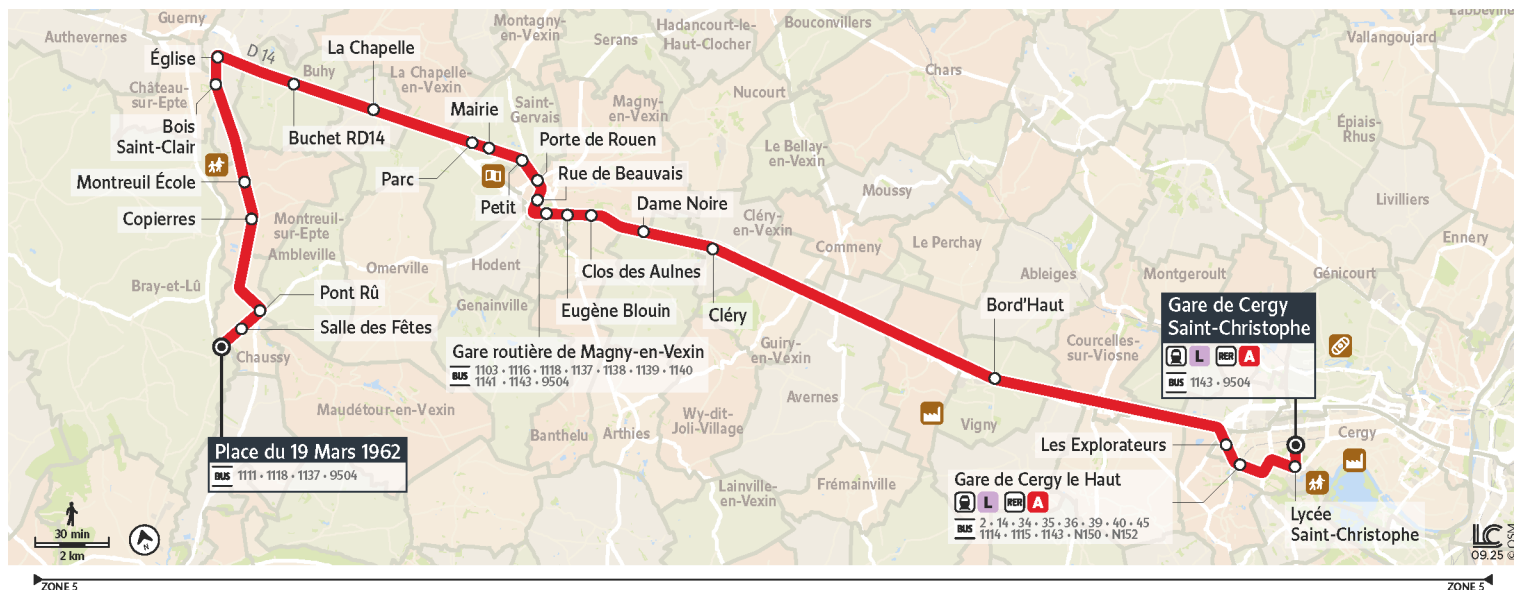 Guerny
Authevernes
Montagny-
en-Vexin
Serans
Hadancourt-le-
Haut-Clocher
Bouconvillers
Vallangoujard
Église
D 14
Buhy
La Chapelle
La Chapelle-
en-Vexin
Chars
Château-
sur-Epte
Bois
Saint-Clair
Buchet RD14
Mairie
Saint-
Gervais
Magny-
en-Vexin
Nucourt
Épiais-
Rhus
Porte de Rouen
Le Bellay-
en-Vexin
Parc
Rue de Beauvais
Montreuil École
Petit
Dame Noire
Moussy
Livilliers
Copierres
Montreuil-
sur-Epte
Cléry-
en-Vexin
Commeny
Le Perchay
Ennery
Ambleville
Omerville
Hodent
Clos des Aulnes
Ableiges
Montgeroult
Génicourt
Bray-et-Lû
Pont Rû
Genainville
Eugène Blouin
Cléry
Bord'Haut
Gare de Cergy
Saint-Christophe
L RER A
BUS 1143 • 9504
Salle des Fêtes
Chaussy
Gare routière de Magny-en-Vexin
BUS 1103 • 1116 • 1118 • 1137 • 1138 • 1139 • 1140
1141 • 1143 • 9504
Guiry-
en-Vexin
Courcelles-
sur-Viosne
Maudétour-en-Vexin
Avernes
Wy-dit-
Joli-Village
Banthelu
Arthies
Vigny
Cergy
Les Explorateurs
Place du 19 Mars 1962
BUS 1111 • 1118 • 1137 • 9504
Lainville-
en-Vexin
Frémainville
Gare de Cergy le Haut
L RER A
BUS 2 • 14 • 34 • 35 • 36 • 39 • 40 • 45
1114 • 1115 • 1143 • N150 • N152
Lycée
Saint-Christophe
30 min
2 km
N
LC
09.25 © OSM
ZONE 5
ZONE 5